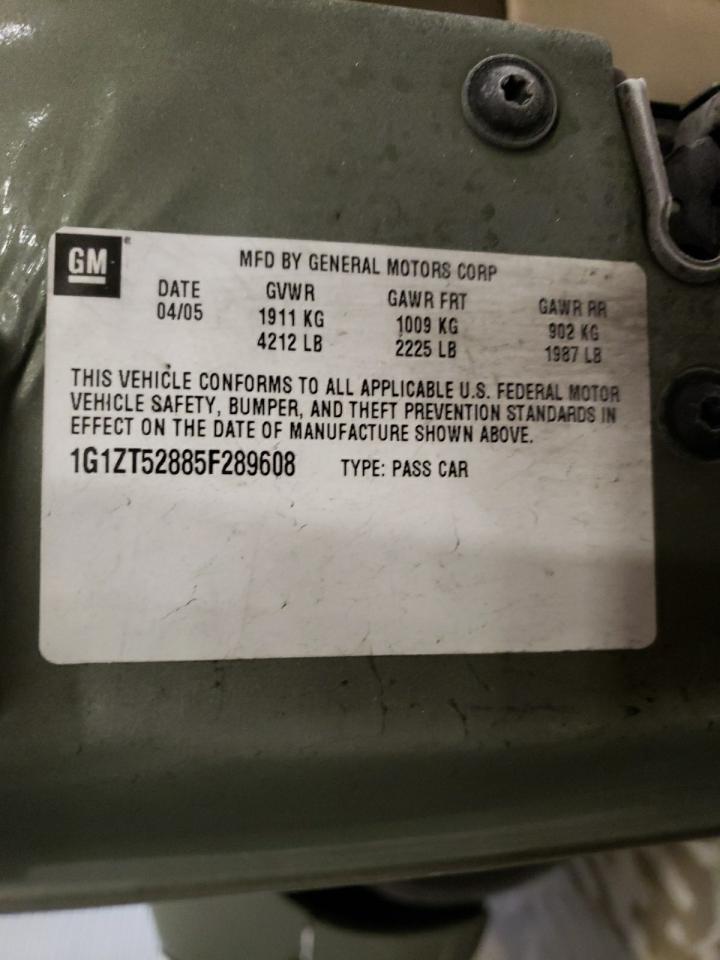 GM®
MFD BY GENERAL MOTORS CORP
DATE GVWR GAWR FRT GAWR RR
04/05 1911 KG 1009 KG 902 KG
4212 LB 2225 LB 1987 LB
THIS VEHICLE CONFORMS TO ALL APPLICABLE U.S. FEDERAL MOTOR
VEHICLE SAFETY, BUMPER, AND THEFT PREVENTION STANDARDS IN
EFFECT ON THE DATE OF MANUFACTURE SHOWN ABOVE.
1G1ZT52885F289608 TYPE: PASS CAR